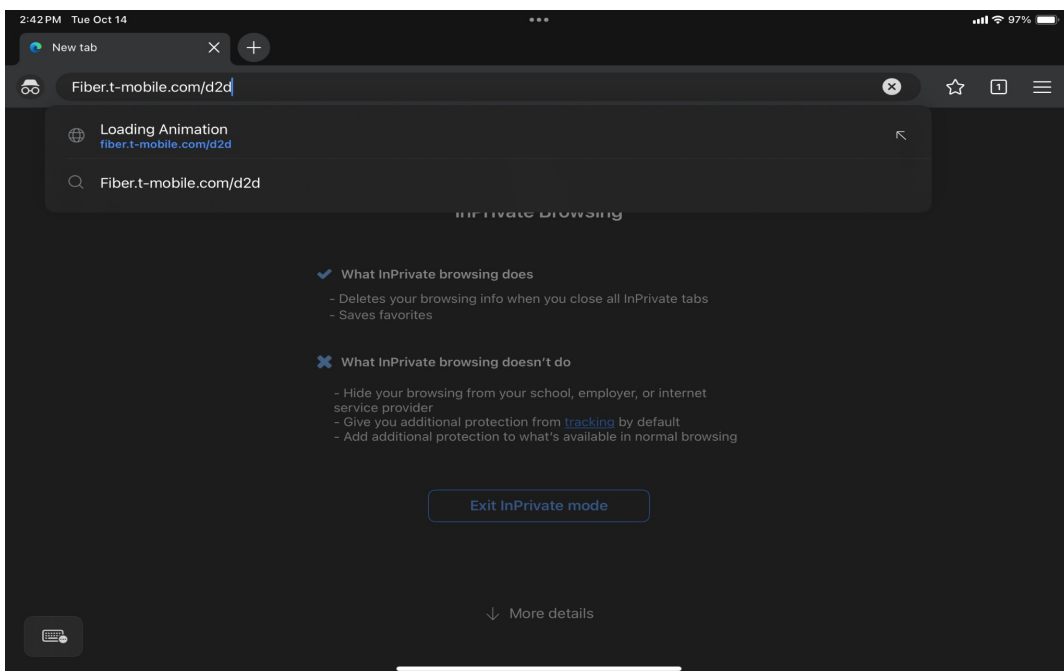 2:42 PM Tue Oct 14
97%
New tab
Fiber.t-mobile.com/d2d
1
Loading Animation
fiber.t-mobile.com/d2d
Fiber.t-mobile.com/d2d
InPrivate Browsing
What InPrivate browsing does
- Deletes your browsing info when you close all InPrivate tabs
- Saves favorites
What InPrivate browsing doesn't do
- Hide your browsing from your school, employer, or internet
service provider
- Give you additional protection from tracking by default
- Add additional protection to what's available in normal browsing
Exit InPrivate mode
More details